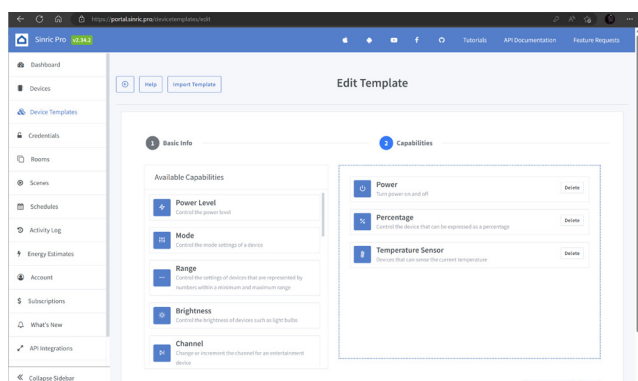 https://portal.sinric.pro/devicetemplates/edit
Sinric Pro v2.34.2
Tutorials API Documentation Feature Requests
Dashboard
Devices
Device Templates
Credentials
Rooms
Scenes
Schedules
Activity Log
Energy Estimates
Account
$ Subscriptions
What's New
API Integrations
Collapse Sidebar
Help Import Template
Edit Template
1 Basic Info
2 Capabilities
Available Capabilities
Power Level
Control the power level
Mode
Control the mode settings of a device
Range
Control the settings of devices that are represented by
numbers within a minimum and maximum range
Brightness
Control the brightness of devices such as light bulbs
Channel
Change or increment the channel for an entertainment
device
Power
Turn power on and off
Delete
Percentage
Control the device that can be expressed as a percentage
Delete
Temperature Sensor
Devices that can sense the current temperature
Delete